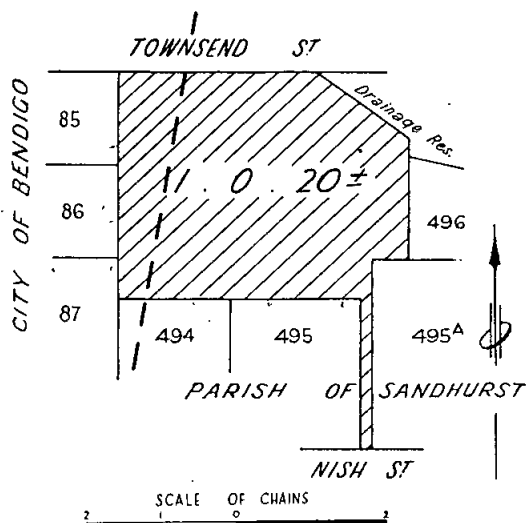 TOWNSEND ST
CITY OF BENDIGO
85
Drainage Res.
1 . 0 . 20 ±
86
496
87
494
495
495A
PARISH OF SANDHURST
NISH ST
SCALE OF CHAINS
2 1 0 2